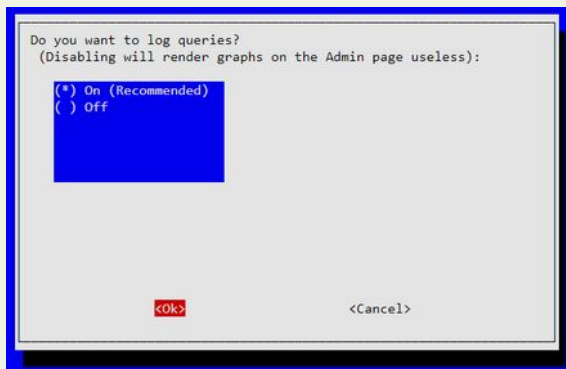 Do you want to log queries?
(Disabling will render graphs on the Admin page useless):
(*) On (Recommended)
( ) Off
<Ok> <Cancel>